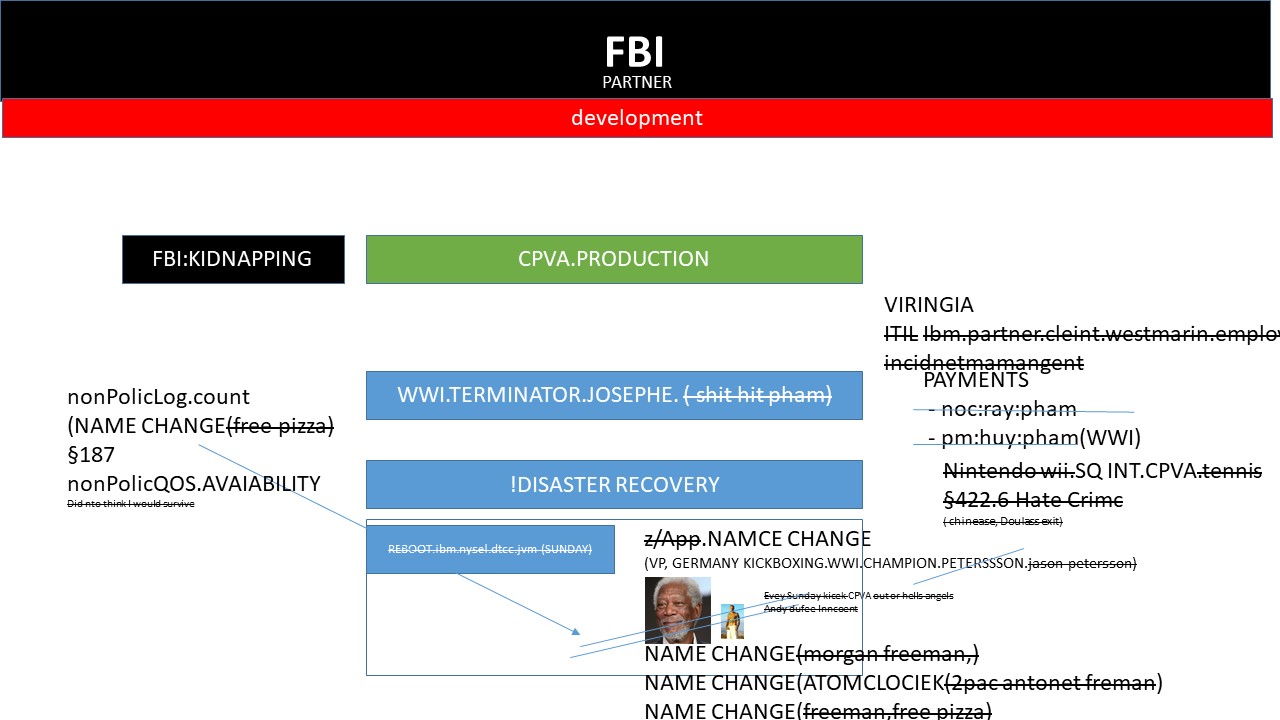 FBI
PARTNER
development
FBI:KIDNAPPING
CPVA.PRODUCTION
VIRINGIA
ITIL Ibm.partner.cleint.westmarin.employ
incidnetmamangent
PAYMENTS
- noc:ray:pham
- pm:huy:pham(WWI)
Nintendo wii.SQ INT.CPVA.tennis
§422.6 Hate Crimc
( chinease, Doulass exit)
nonPolicLog.count
(NAME CHANGE(free pizza)
§187
nonPolicQOS.AVAIABILITY
Did nto think I would survive
WWI.TERMINATOR.JOSEPHE. ( shit hit pham)
!DISASTER RECOVERY
REBOOT.ibm.nysel.dtcc.jvm (SUNDAY)
z/App.NAMCE CHANGE
(VP, GERMANY KICKBOXING.WWI.CHAMPION.PETERSSSON.jason petersson)
Evey Sunday kicek CPVA out or hells angels
Andy dufee Inncoent
NAME CHANGE(morgan freeman,)
NAME CHANGE(ATOMCLOCIEK(2pac antonet freman)
NAME CHANGE(freeman,free pizza)